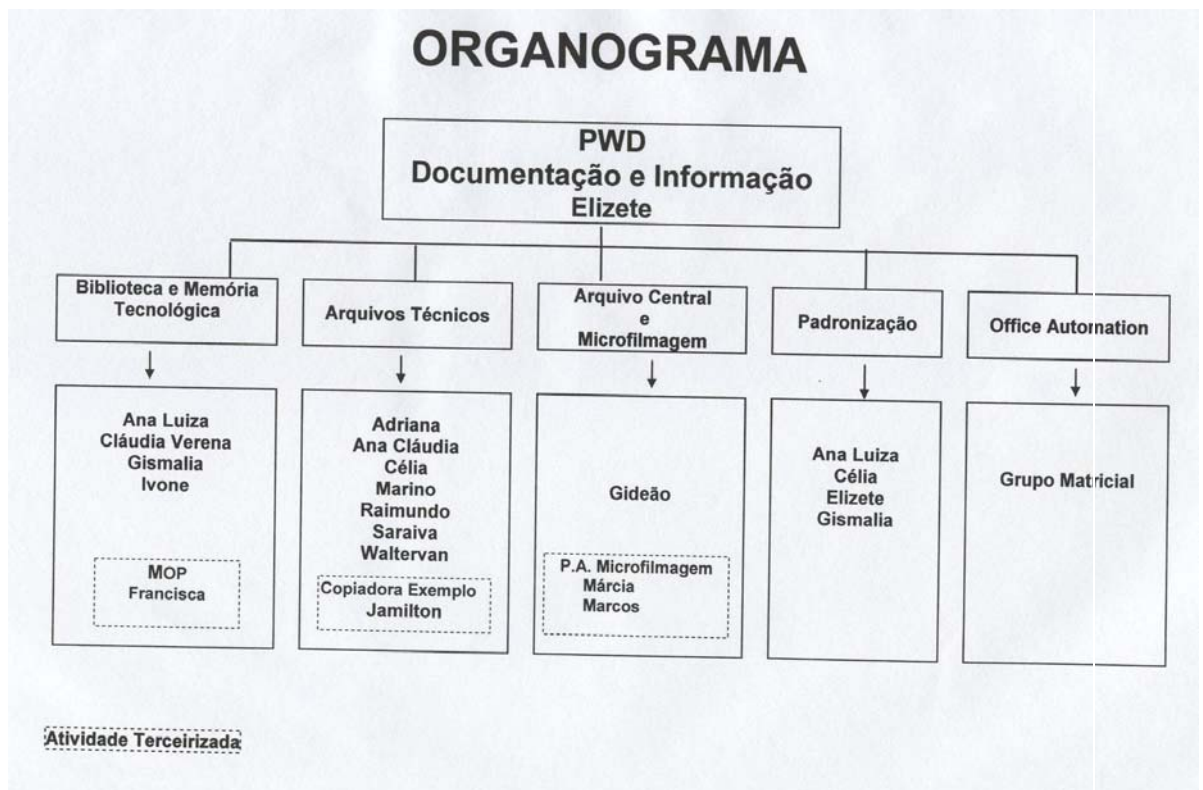 ORGANOGRAMA
PWD
Documentação e Informação
Elizete
Biblioteca e Memória
Tecnológica
Arquivos Técnicos
Arquivo Central
e
Microfilmagem
Padronização
Office Automation
Ana Luiza
Cláudia Verena
Gismalia
Ivone
MOP
Francisca
Adriana
Ana Cláudia
Célia
Marino
Raimundo
Saraiva
Waltervan
Copiadora Exemplo
Jamilton
Gideão
P.A. Microfilmagem
Márcia
Marcos
Ana Luiza
Célia
Elizete
Gismalia
Grupo Matricial
Atividade Terceirizada